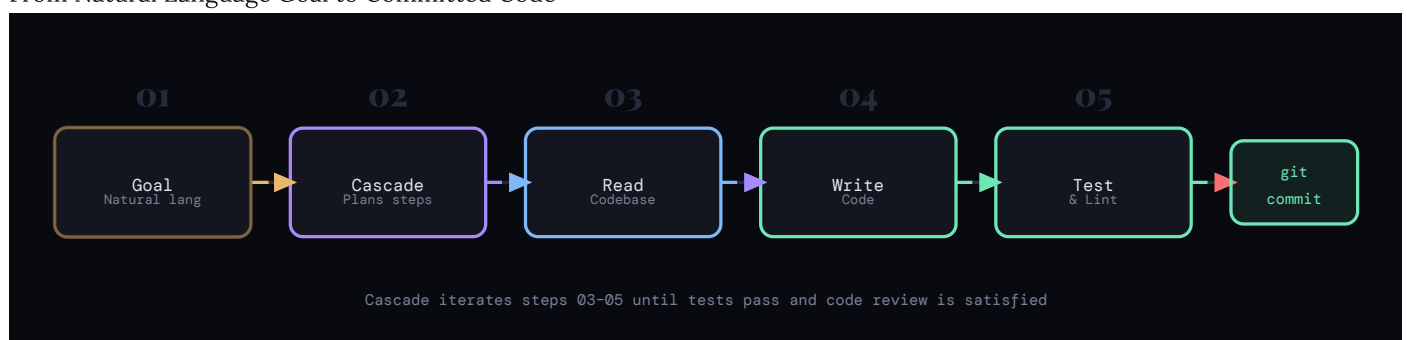 From Natural Language Goal to Committed Code
01
02
03
04
05
Goal
Natural lang
Cascade
Plans steps
Read
Codebase
Write
Code
Test
& Lint
git
commit
Cascade iterates steps 03–05 until tests pass and code review is satisfied